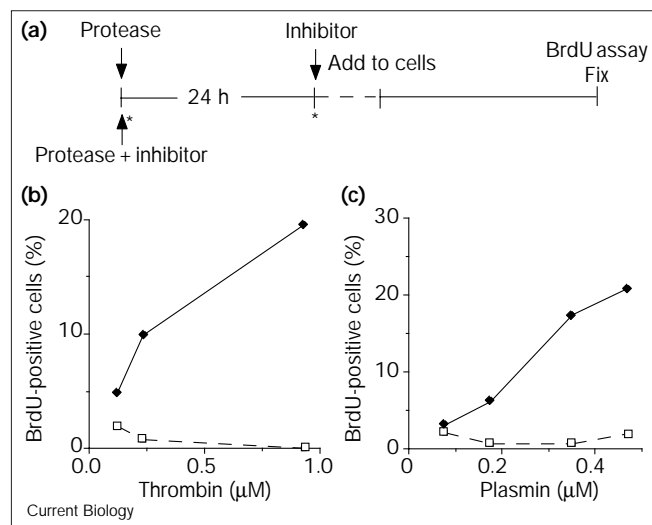 (a)
Protease
Inhibitor
Add to cells
BrdU assay
Fix
24 h
*
*
Protease + inhibitor
(b)
20
10
0
0.0
0.5
1.0
BrdU-positive cells (%)
Thrombin (μM)
(c)
30
20
10
0
0
0.2
0.4
BrdU-positive cells (%)
Plasmin (μM)
Current Biology